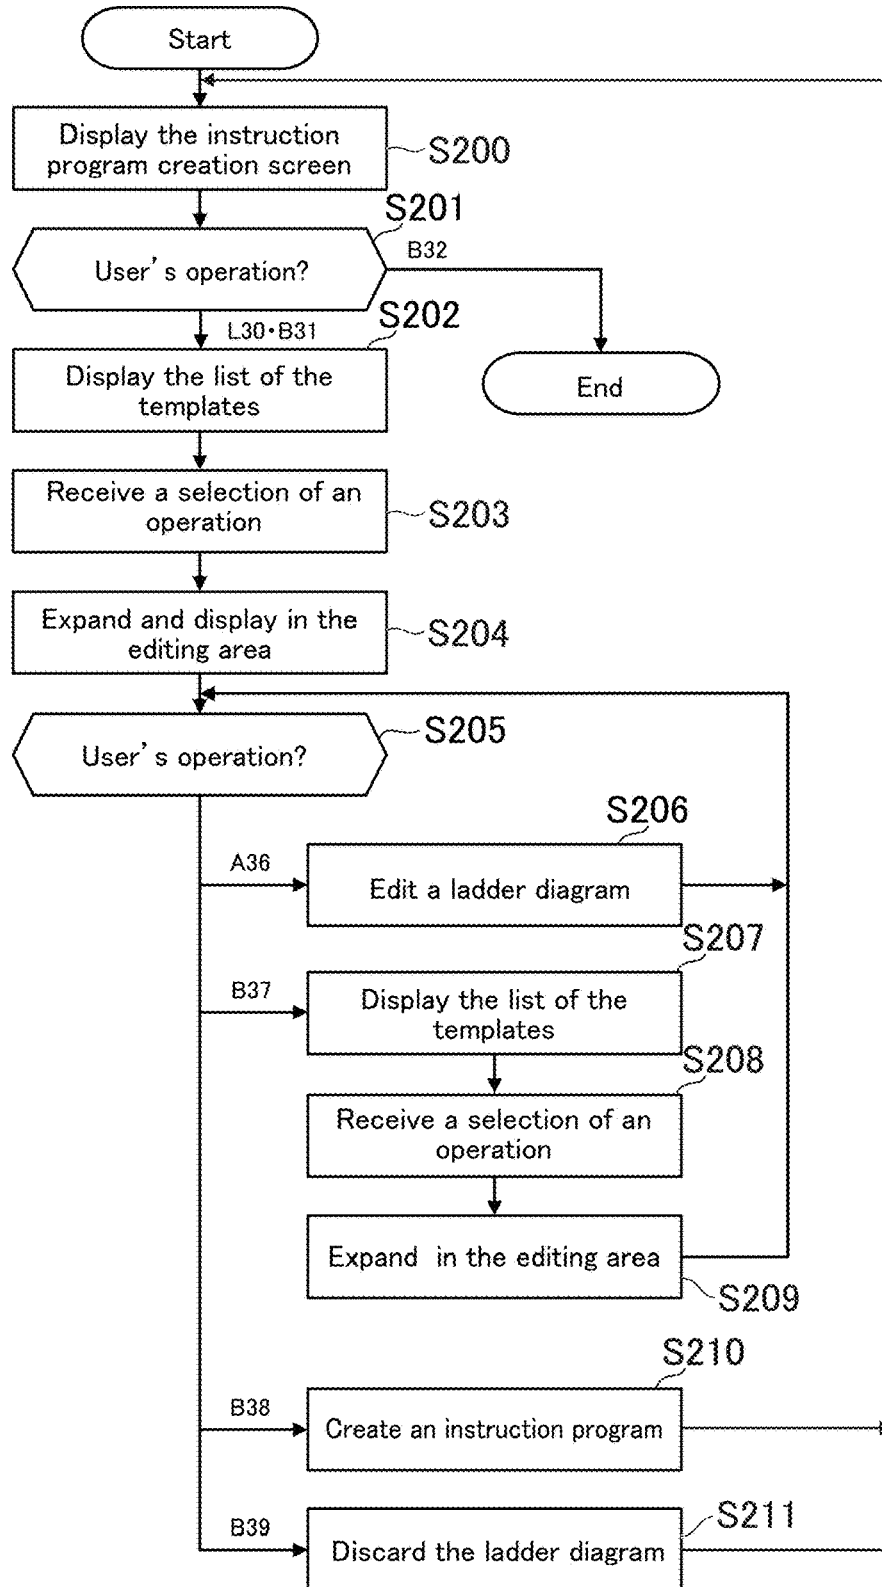 Start
Display the instruction
program creation screen
S200
S201
User's operation?
B32
L30·B31
S202
Display the list of the
templates
End
Receive a selection of an
operation
S203
Expand and display in the
editing area
S204
User's operation?
S205
S206
A36
Edit a ladder diagram
S207
B37
Display the list of the
templates
S208
Receive a selection of an
operation
Expand in the editing area
S209
S210
B38
Create an instruction program
S211
B39
Discard the ladder diagram